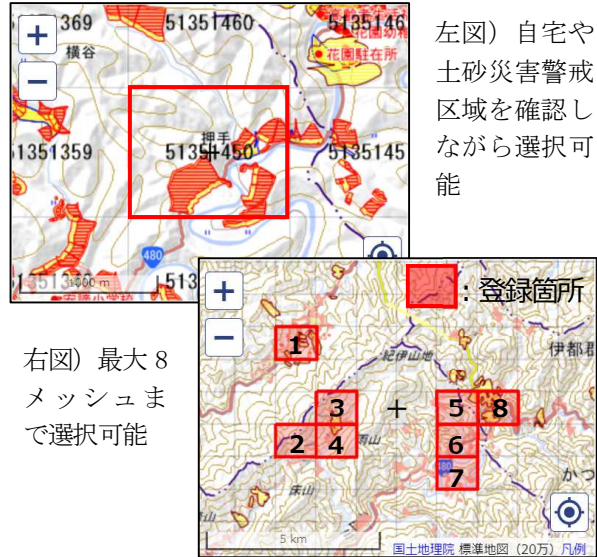 +
369
51351460
5135146
花園駐在所
横谷
−
押手
51351359
51351450
5135145
480
1000 m
513
左図）自宅や
土砂災害警戒
区域を確認し
ながら選択可
能
+
：登録箇所
−
1
紀伊山地
伊都郡
3
5
8
2
4
6
7
480
かつ
床山
5 km
国土地理院 標準地図（20万）凡例
右図）最大８
メッシュま
で選択可能